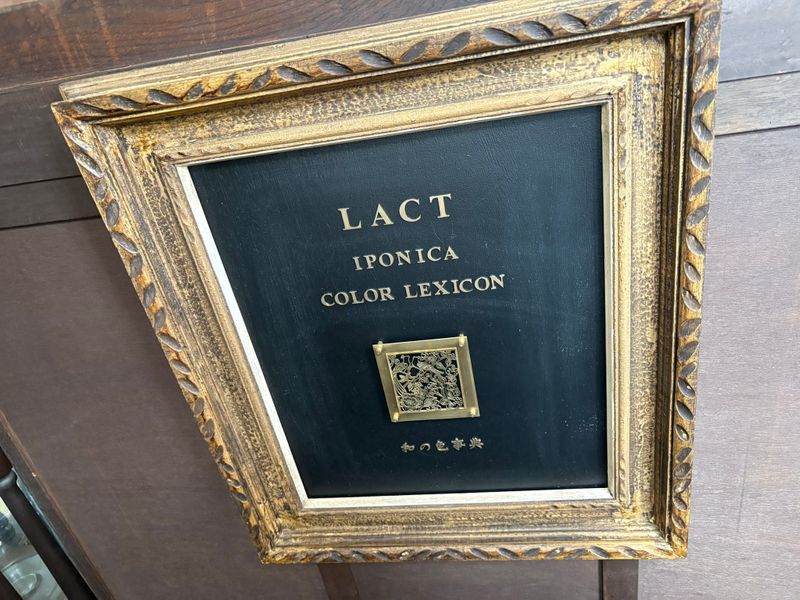 LACT
IPONICA
COLOR LEXICON
和の色事典